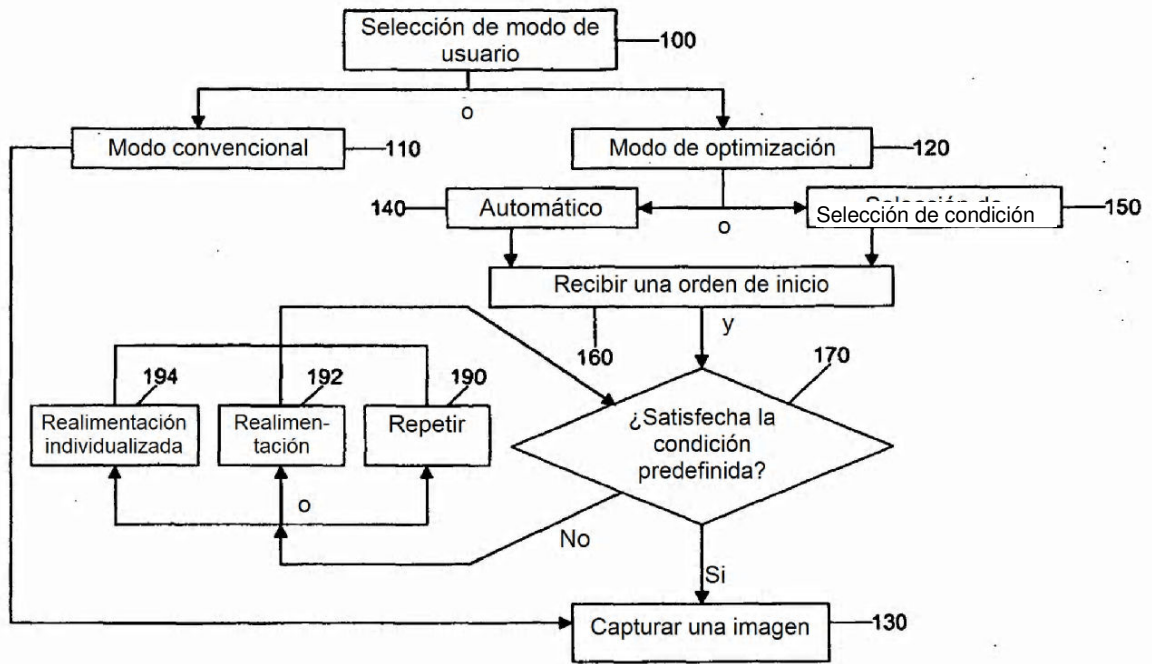 Selección de modo de
usuario
100
o
Modo convencional
110
Modo de optimización
120
140
Automático
o
Selección de condición
150
Recibir una orden de inicio
160
y
170
¿Satisfecha la
condición
predefinida?
194
192
190
Realimentación
individualizada
Realimen-
tación
Repetir
o
No
Si
Capturar una imagen
130